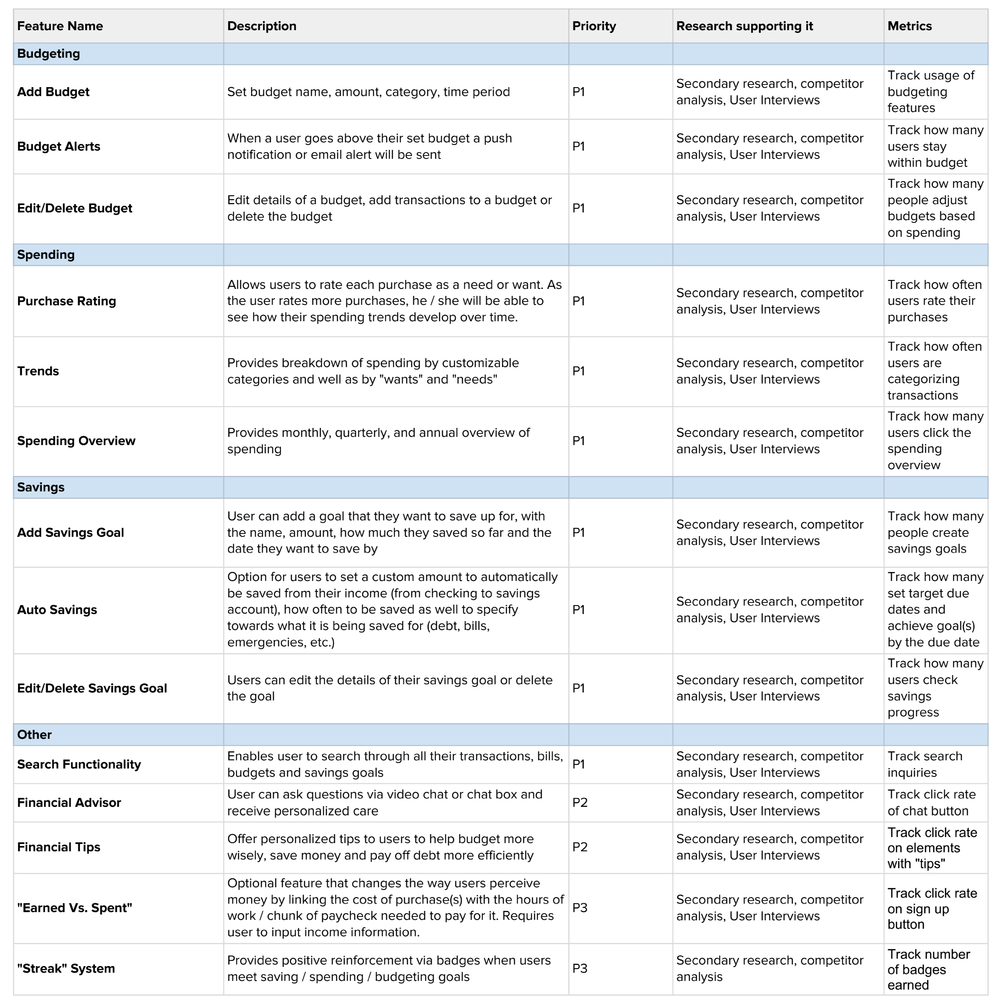 Feature Name Description Priority Research supporting it Metrics
Budgeting
Add Budget
Set budget name, amount, category, time period
P1
Secondary research, competitor
analysis, User Interviews
Track usage of
budgeting
features
Budget Alerts
When a user goes above their set budget a push
notification or email alert will be sent
P1
Secondary research, competitor
analysis, User Interviews
Track how many
users stay
within budget
Edit/Delete Budget
Edit details of a budget, add transactions to a budget or
delete the budget
P1
Secondary research, competitor
analysis, User Interviews
Track how many
people adjust
budgets based
on spending
Spending
Purchase Rating
Allows users to rate each purchase as a need or want. As
the user rates more purchases, he / she will be able to
see how their spending trends develop over time.
P1
Secondary research, competitor
analysis, User Interviews
Track how often
users rate their
purchases
Trends
Provides breakdown of spending by customizable
categories and well as by "wants" and "needs"
P1
Secondary research, competitor
analysis, User Interviews
Track how often
users are
categorizing
transactions
Spending Overview
Provides monthly, quarterly, and annual overview of
spending
P1
Secondary research, competitor
analysis, User Interviews
Track how many
users click the
spending
overview
Savings
Add Savings Goal
User can add a goal that they want to save up for, with
the name, amount, how much they saved so far and the
date they want to save by
P1
Secondary research, competitor
analysis, User Interviews
Track how many
people create
savings goals
Auto Savings
Option for users to set a custom amount to automatically
be saved from their income (from checking to savings
account), how often to be saved as well to specify
towards what it is being saved for (debt, bills,
emergencies, etc.)
P1
Secondary research, competitor
analysis, User Interviews
Track how many
set target due
dates and
achieve goal(s)
by the due date
Edit/Delete Savings Goal
Users can edit the details of their savings goal or delete
the goal
P1
Secondary research, competitor
analysis, User Interviews
Track how many
users check
savings
progress
Other
Search Functionality
Enables user to search through all their transactions, bills,
budgets and savings goals
P1
Secondary research, competitor
analysis, User Interviews
Track search
inquiries
Financial Advisor
User can ask questions via video chat or chat box and
receive personalized care
P2
Secondary research, competitor
analysis, User Interviews
Track click rate
of chat button
Financial Tips
Offer personalized tips to users to help budget more
wisely, save money and pay off debt more efficiently
P2
Secondary research, competitor
analysis, User Interviews
Track click rate
on elements
with "tips"
"Earned Vs. Spent"
Optional feature that changes the way users perceive
money by linking the cost of purchase(s) with the hours of
work / chunk of paycheck needed to pay for it. Requires
user to input income information.
P3
Secondary research, competitor
analysis, User Interviews
Track click rate
on sign up
button
"Streak" System
Provides positive reinforcement via badges when users
meet saving / spending / budgeting goals
P3
Secondary research, competitor
analysis
Track number
of badges
earned